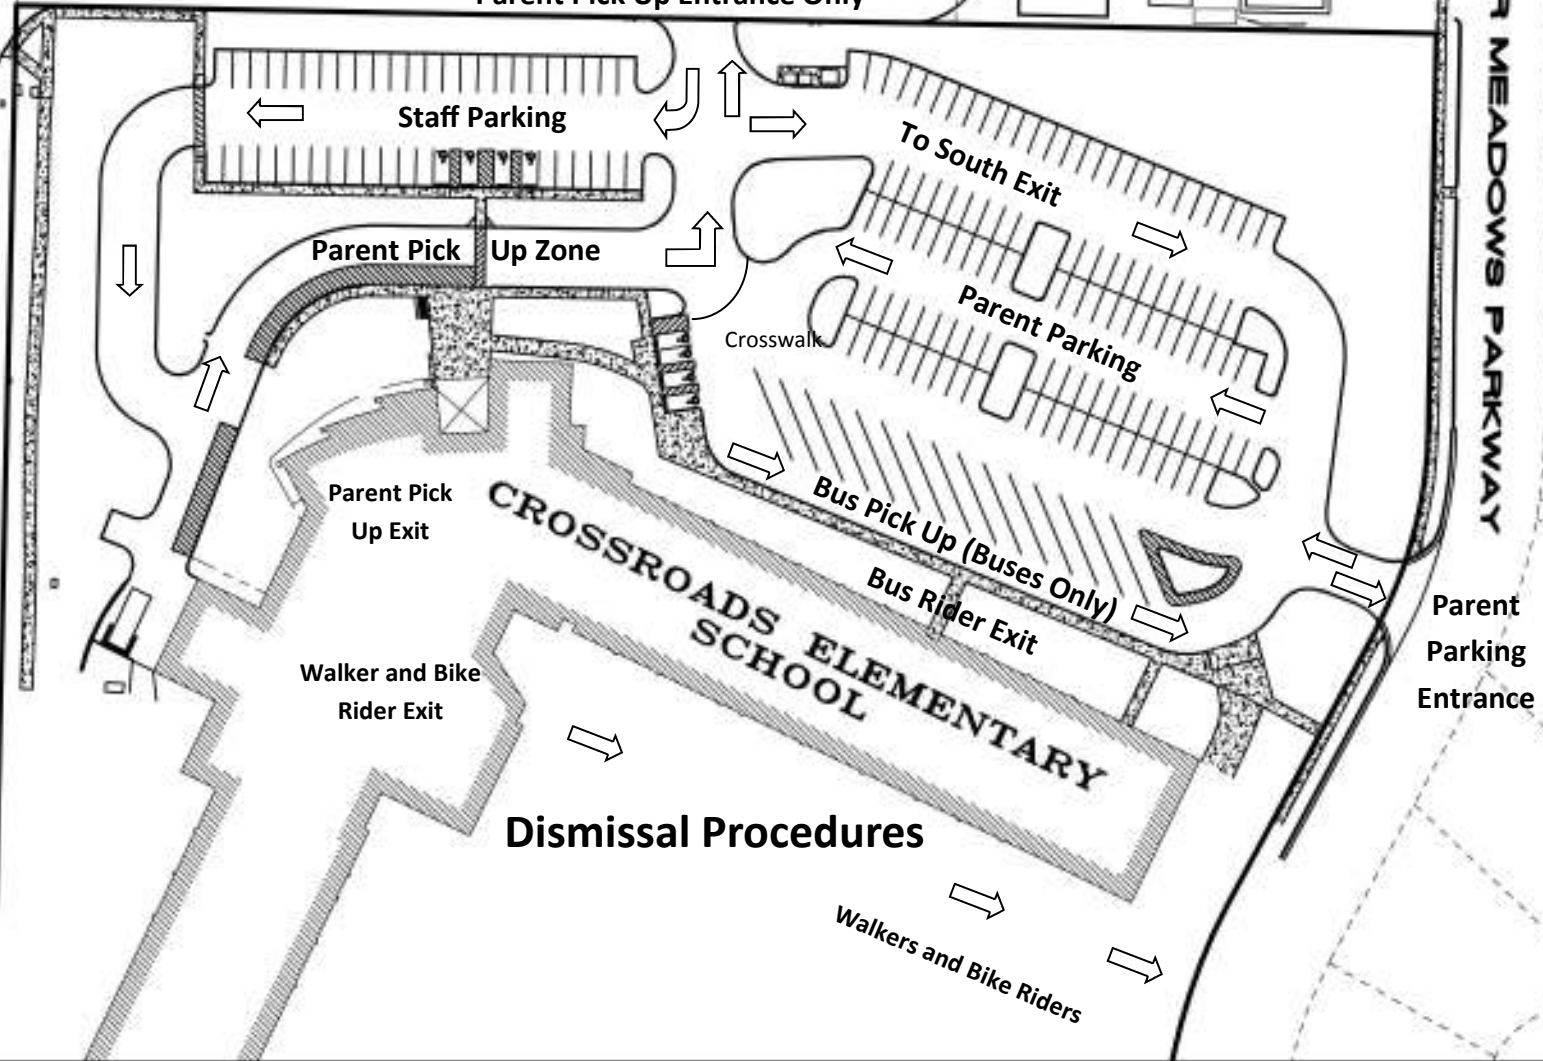 Parent Pick Up Entrance Only
R MEADOWS PARKWAY
Staff Parking
To South Exit
Parent Pick Up Zone
Parent Parking
Crosswalk
Parent Pick
Up Exit
Bus Pick Up (Buses Only)
Bus Rider Exit
CROSSROADS ELEMENTARY
SCHOOL
Parent
Parking
Entrance
Walker and Bike
Rider Exit
Dismissal Procedures
Walkers and Bike Riders